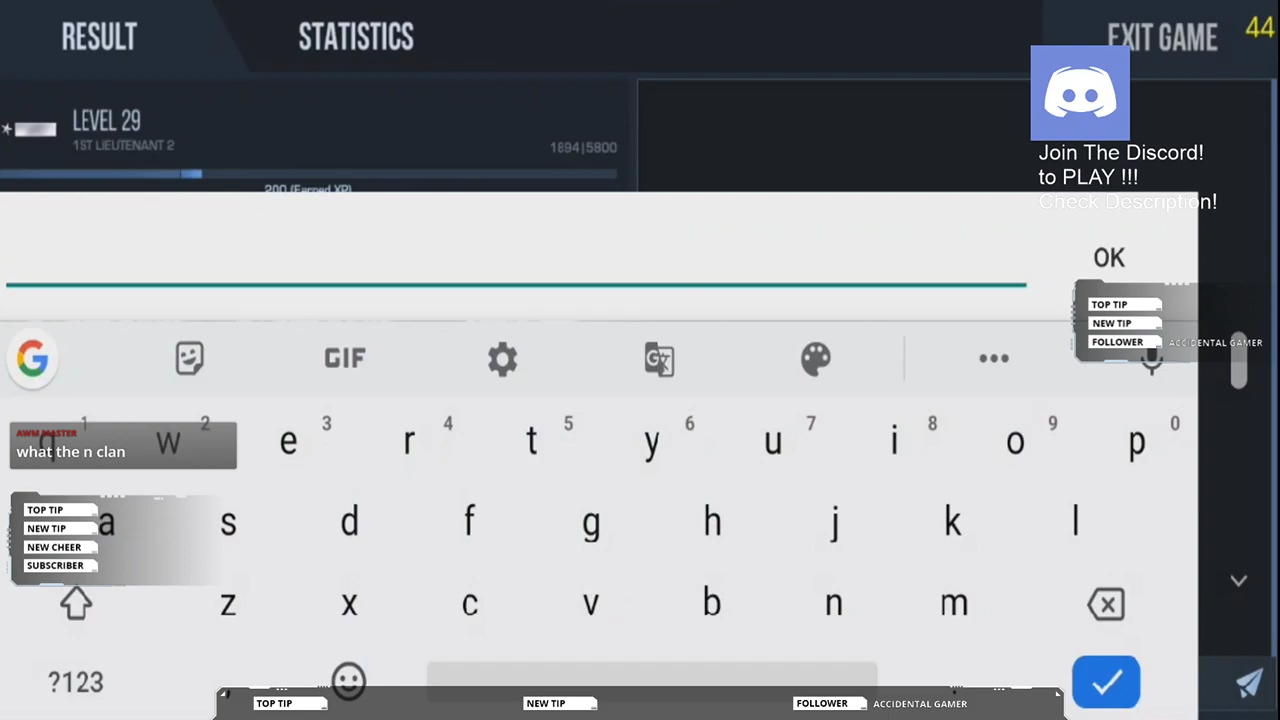 RESULT
STATISTICS
EXIT GAME
44
LEVEL 29
1ST LIEUTENANT 2
1894|5800
200 (Earned XP)
Join The Discord!
to PLAY !!!
Check Description!
OK
TOP TIP
NEW TIP
FOLLOWER ACCIDENTAL GAMER
G GIF G
1 2 3 4 5 6 7 8 9 0
q w e r t y u i o p
AWM MASTER
what the n clan
a s d f g h j k l
TOP TIP
NEW TIP
NEW CHEER
SUBSCRIBER
z x c v b n m
?123 , .
TOP TIP NEW TIP FOLLOWER ACCIDENTAL GAMER